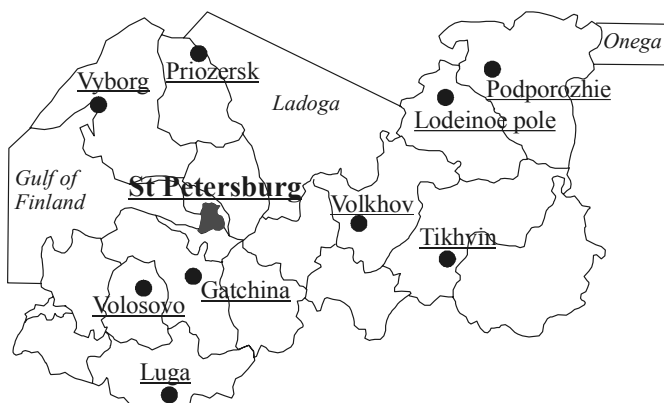 Onega
Priozersk
Vyborg
Podporozhie
Ladoga
Lodeinoe pole
Gulf of
Finland
St Petersburg
Volkhov
Tikhvin
Gatchina
Volosovo
Luga